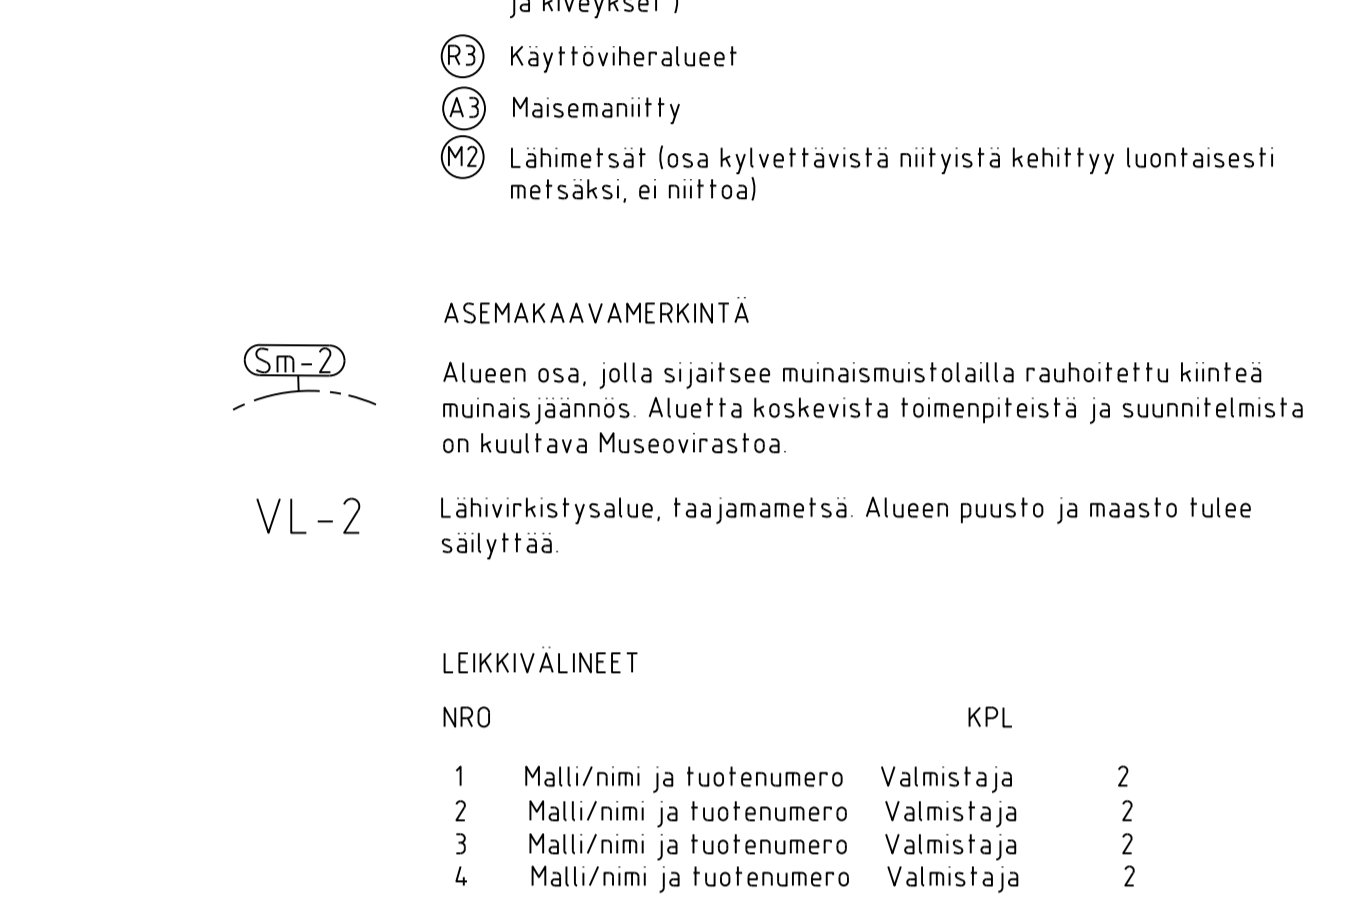 ja kiveykset )
R3 Käyttöviheralueet
A3 Maisemaniitty
M2 Lähimetsät (osa kylvettävistä niityistä kehittyy luontaisesti
metsäksi, ei niittoa)
ASEMAKAAVAMERKINTÄ
Sm-2 Alueen osa, jolla sijaitsee muinaismuistolailla rauhoitettu kiinteä
muinaisjäännös. Aluetta koskevista toimenpiteistä ja suunnitelmista
on kuultava Museovirastoa.
VL-2 Lähivirkistysalue, taajamametsä. Alueen puusto ja maasto tulee
säilyttää.
LEIKKIVÄLINEET
NRO KPL
1 Malli/nimi ja tuotenumero Valmistaja 2
2 Malli/nimi ja tuotenumero Valmistaja 2
3 Malli/nimi ja tuotenumero Valmistaja 2
4 Malli/nimi ja tuotenumero Valmistaja 2